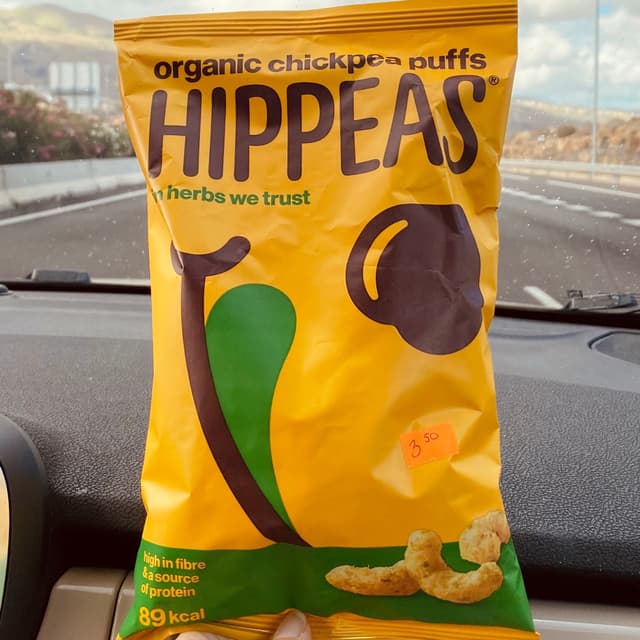 organic chickpea puffs
HIPPEAS®
in herbs we trust
3 50
high in fibre
& a source
of protein
89 kcal